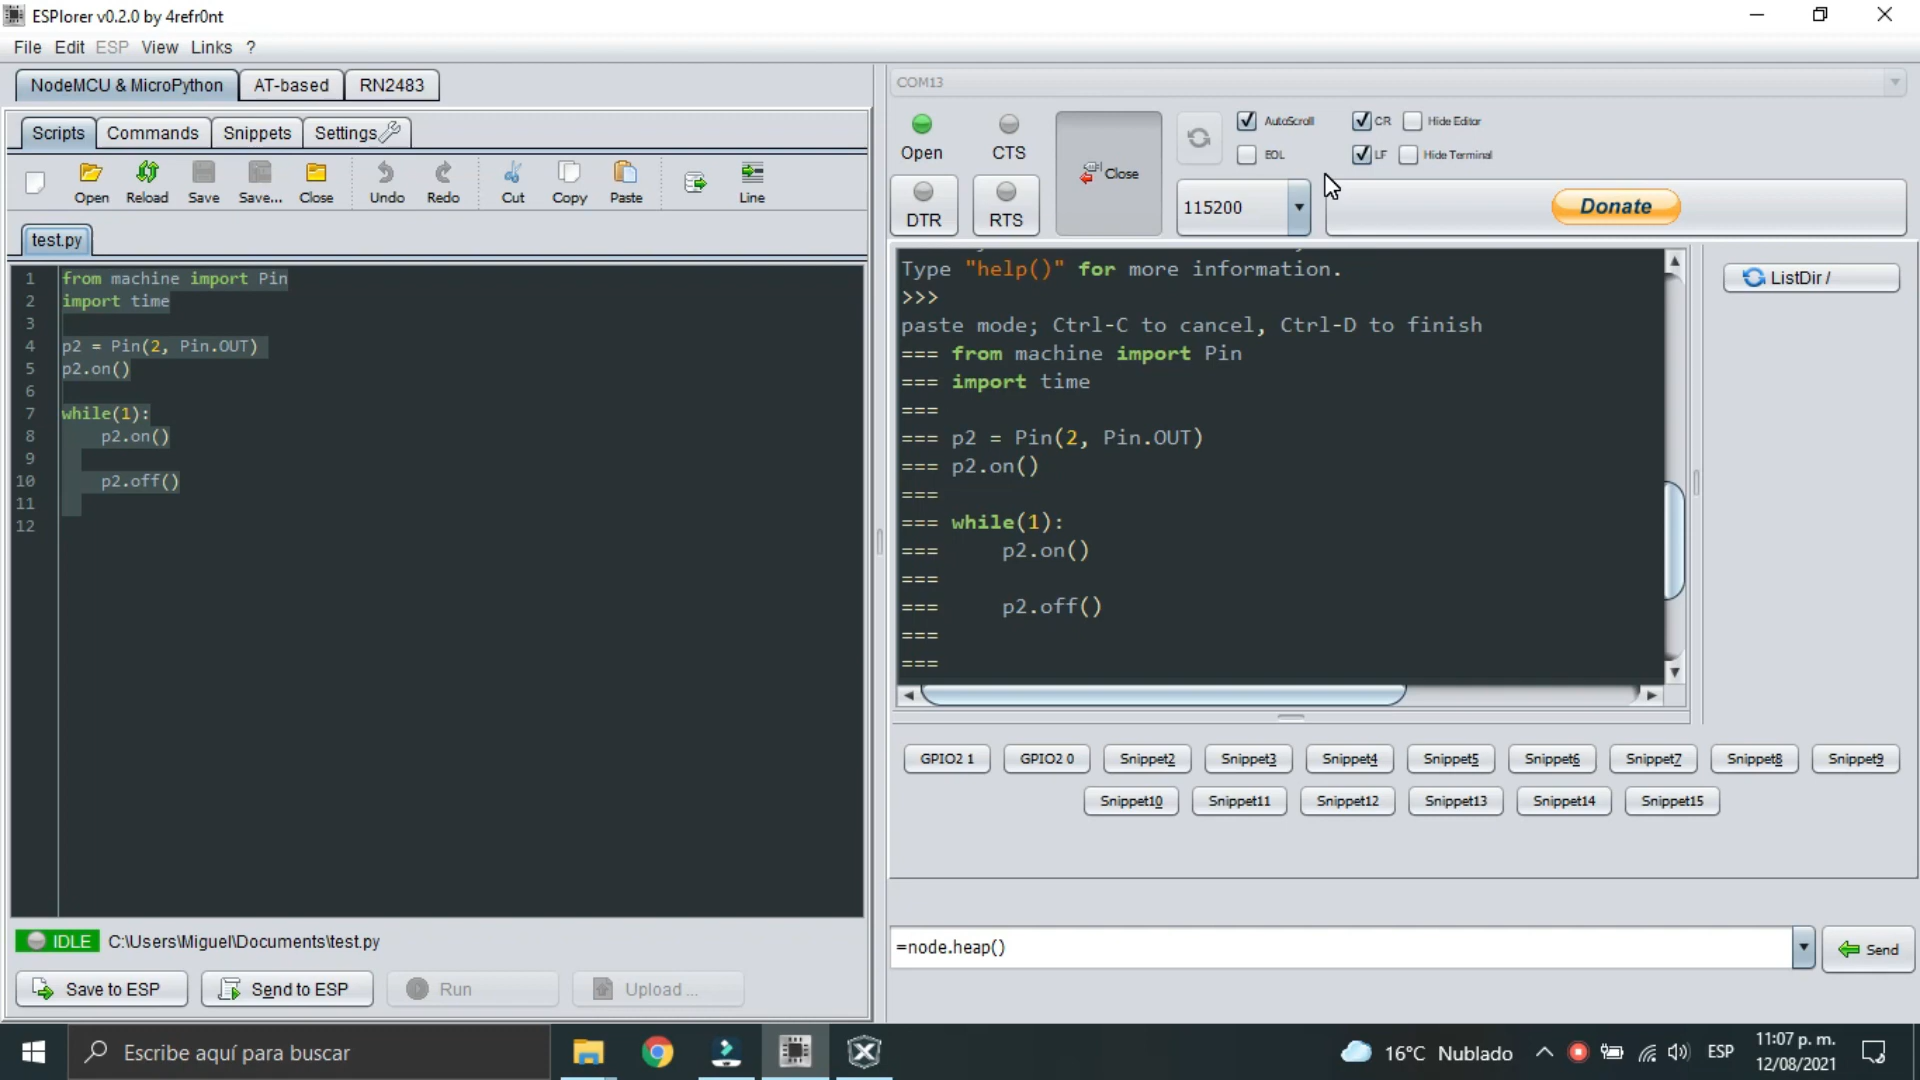 ESPlorer v0.2.0 by 4refr0nt
File Edit ESP View Links ?
NodeMCU & MicroPython AT-based RN2483
Scripts Commands Snippets Settings
Open Reload Save Save... Close Undo Redo Cut Copy Paste Line
test.py
1 from machine import Pin
2 import time
3
4 p2 = Pin(2, Pin.OUT)
5 p2.on()
6
7 while(1):
8 p2.on()
9
10 p2.off()
11
12
IDLE C:\Users\Miguel\Documents\test.py
Save to ESP Send to ESP Run Upload ...
COM13
Open CTS Close AutoScroll CR Hide Editor
EOL LF Hide Terminal
DTR RTS 115200 Donate
Type "help()" for more information.
>>>
paste mode; Ctrl-C to cancel, Ctrl-D to finish
=== from machine import Pin
=== import time
===
=== p2 = Pin(2, Pin.OUT)
=== p2.on()
===
=== while(1):
=== p2.on()
===
=== p2.off()
===
===
ListDir /
GPIO2 1 GPIO2 0 Snippet2 Snippet3 Snippet4 Snippet5 Snippet6 Snippet7 Snippet8 Snippet9
Snippet10 Snippet11 Snippet12 Snippet13 Snippet14 Snippet15
=node.heap() Send
Escribe aquí para buscar
16°C Nublado ESP 11:07 p. m.
12/08/2021